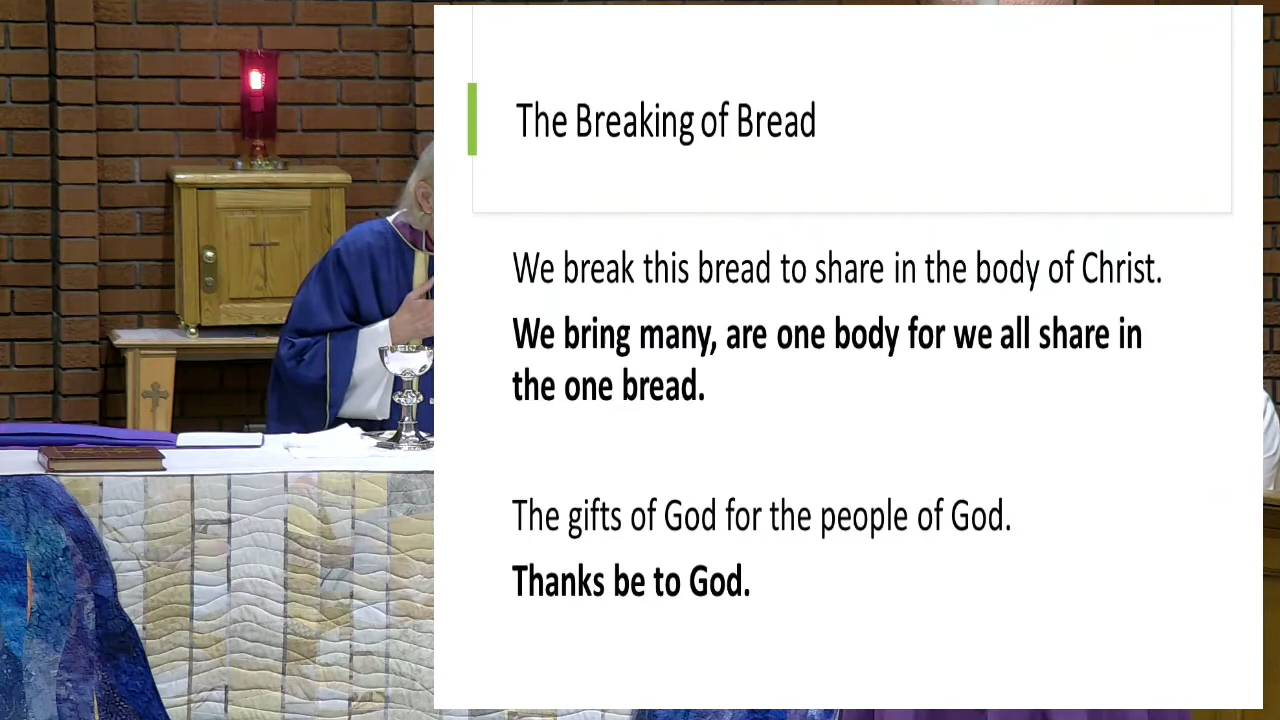 The Breaking of Bread
We break this bread to share in the body of Christ.
We bring many, are one body for we all share in
the one bread.
The gifts of God for the people of God.
Thanks be to God.